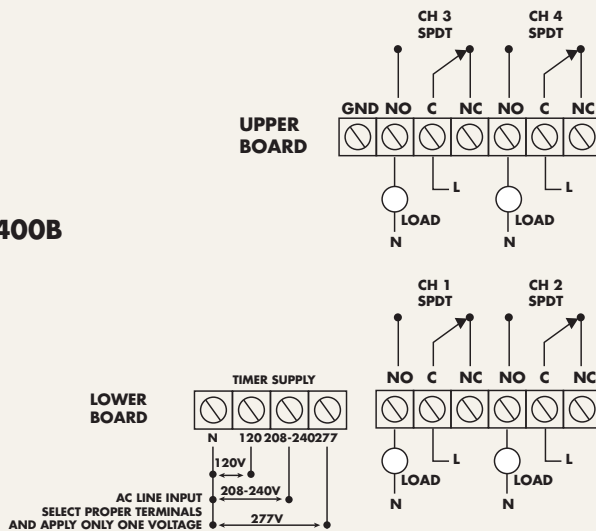 CH 3 CH 4
SPDT SPDT
GND NO C NC NO C NC
UPPER
BOARD
L L
LOAD LOAD
N N
400B
CH 1 CH 2
SPDT SPDT
TIMER SUPPLY
NO C NC NO C NC
LOWER
BOARD
N 120 208-240 277
120V
L L
LOAD LOAD
N N
208-240V
AC LINE INPUT
SELECT PROPER TERMINALS
AND APPLY ONLY ONE VOLTAGE
277V